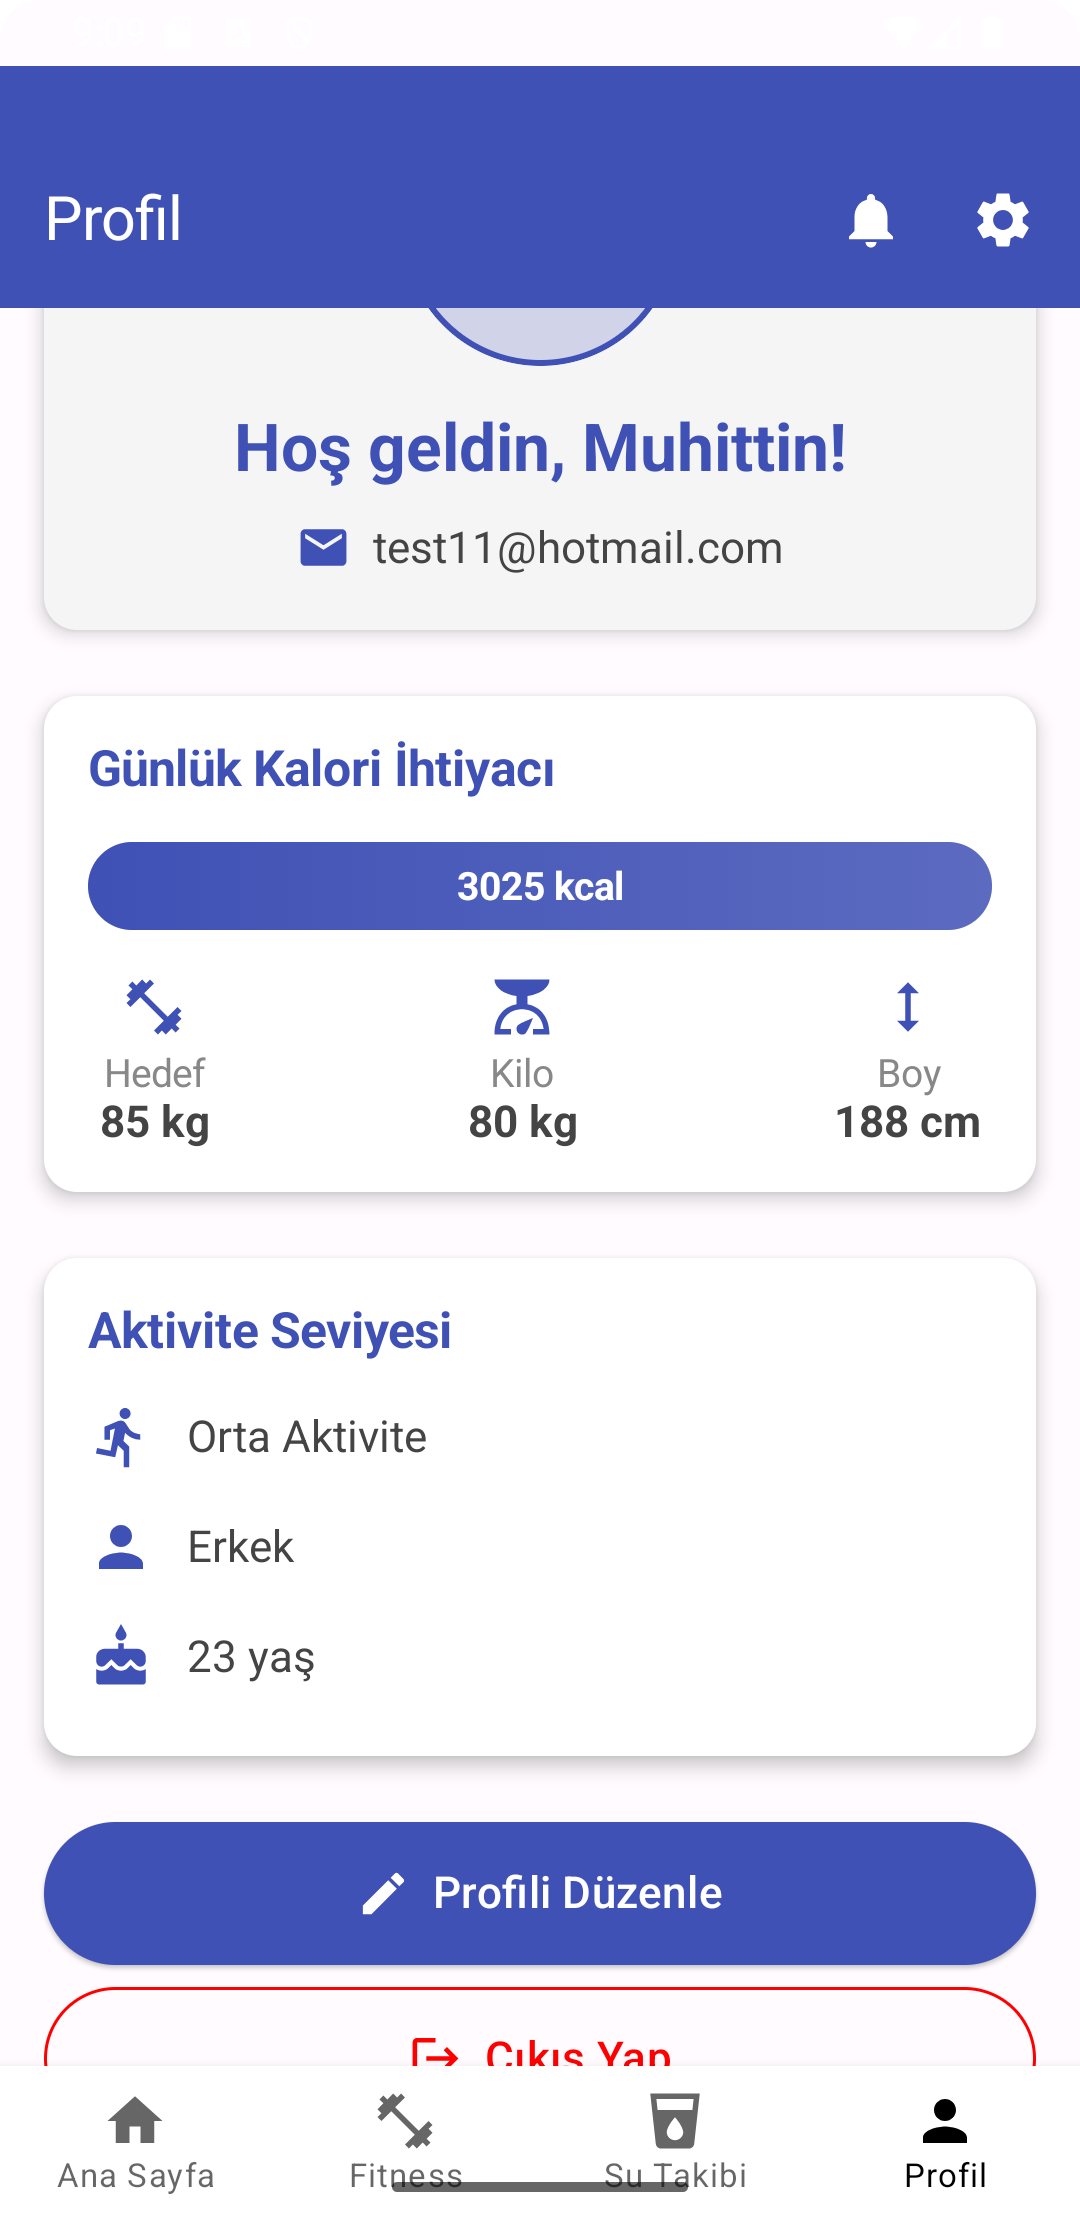 Profil
Hoş geldin, Muhittin!
test11@hotmail.com
Günlük Kalori İhtiyacı
3025 kcal
Hedef
85 kg
Kilo
80 kg
Boy
188 cm
Aktivite Seviyesi
Orta Aktivite
Erkek
23 yaş
Profili Düzenle
Çıkış Yap
Ana Sayfa
Fitness
Su Takibi
Profil